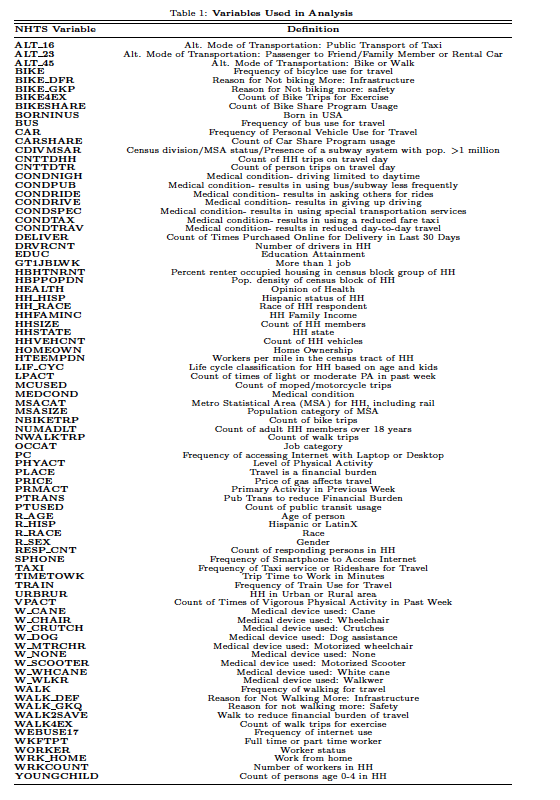 Table 1: Variables Used in Analysis
NHTS Variable Definition
ALT_16 Alt. Mode of Transportation: Public Transport of Taxi
ALT_23 Alt. Mode of Transportation: Passenger to Friend/Family Member or Rental Car
ALT_45 Alt. Mode of Transportation: Bike or Walk
BIKE Frequency of bicylce use for travel
BIKE_DFR Reason for Not biking More: Infrastructure
BIKE_GKP Reason for Not biking More: safety
BIKE4EX Count of Bike Trips for Exercise
BIKESHARE Count of Bike Share Program Usage
BORNINUS Born in USA
BUS Frequency of bus use for travel
CAR Frequency of Personal Vehicle Use for Travel
CARSHARE Count of Car Share Program usage
CDIVMSAR Census division/MSA status/Presence of a subway system with pop. >1 million
CNTTDHH Count of HH trips on travel day
CNTTDTR Count of person trips on travel day
CONDNIGH Medical condition- driving limited to daytime
CONDPUB Medical condition- results in using bus/subway less frequently
CONDRIDE Medical condition- results in asking others for rides
CONDRIVE Medical condition- results in giving up driving
CONDSPEC Medical condition- results in using special transportation services
CONDTAX Medical condition- results in using a reduced fare taxi
CONDTRAV Medical condition- results in reduced day-to-day travel
DELIVER Count of Times Purchased Online for Delivery in Last 30 Days
DRVRCNT Number of drivers in HH
EDUC Education Attainment
GT1JBLWK More than 1 job
HBHTNRNT Percent renter occupied housing in census block group of HH
HBPPOPDN Pop. density of census block of HH
HEALTH Opinion of Health
HH_HISP Hispanic status of HH
HH_RACE Race of HH respondent
HHFAMINC HH Family Income
HHSIZE Count of HH members
HHSTATE HH state
HHVEHCNT Count of HH vehicles
HOMEOWN Home Ownership
HTEEMPDN Workers per mile in the census tract of HH
LIF_CYC Life cycle classification for HH based on age and kids
LPACT Count of times of light or moderate PA in past week
MCUSED Count of moped/motorcycle trips
MEDCOND Medical condition
MSACAT Metro Statistical Area (MSA) for HH, including rail
MSASIZE Population category of MSA
NBIKETRP Count of bike trips
NUMADLT Count of adult HH members over 18 years
NWALKTRP Count of walk trips
OCCAT Job category
PC Frequency of accessing Internet with Laptop or Desktop
PHYACT Level of Physical Activity
PLACE Travel is a financial burden
PRICE Price of gas affects travel
PRMACT Primary Activity in Previous Week
PTRANS Pub Trans to reduce Financial Burden
PTUSED Count of public transit usage
R_AGE Age of person
R_HISP Hispanic or LatinX
R_RACE Race
R_SEX Gender
RESP_CNT Count of responding persons in HH
SPHONE Frequency of Smartphone to Access Internet
TAXI Frequency of Taxi service or Rideshare for Travel
TIMETOWK Trip Time to Work in Minutes
TRAIN Frequency of Train Use for Travel
URBRUR HH in Urban or Rural area
VPACT Count of Times of Vigorous Physical Activity in Past Week
W_CANE Medical device used: Cane
W_CHAIR Medical device used: Wheelchair
W_CRUTCH Medical device used: Crutches
W_DOG Medical device used: Dog assistance
W_MTRCHR Medical device used: Motorized wheelchair
W_NONE Medical device used: None
W_SCOOTER Medical device used: Motorized Scooter
W_WHCANE Medical device used: White cane
W_WLKR Medical device used: Walkwer
WALK Frequency of walking for travel
WALK_DEF Reason for Not Walking More: Infrastructure
WALK_GKQ Reason for not walking more: Safety
WALK2SAVE Walk to reduce financial burden of travel
WALK4EX Count of walk trips for exercise
WEBUSE17 Frequency of internet use
WKFTPT Full time or part time worker
WORKER Worker status
WRK_HOME Work from home
WRKCOUNT Number of workers in HH
YOUNGCHILD Count of persons age 0-4 in HH